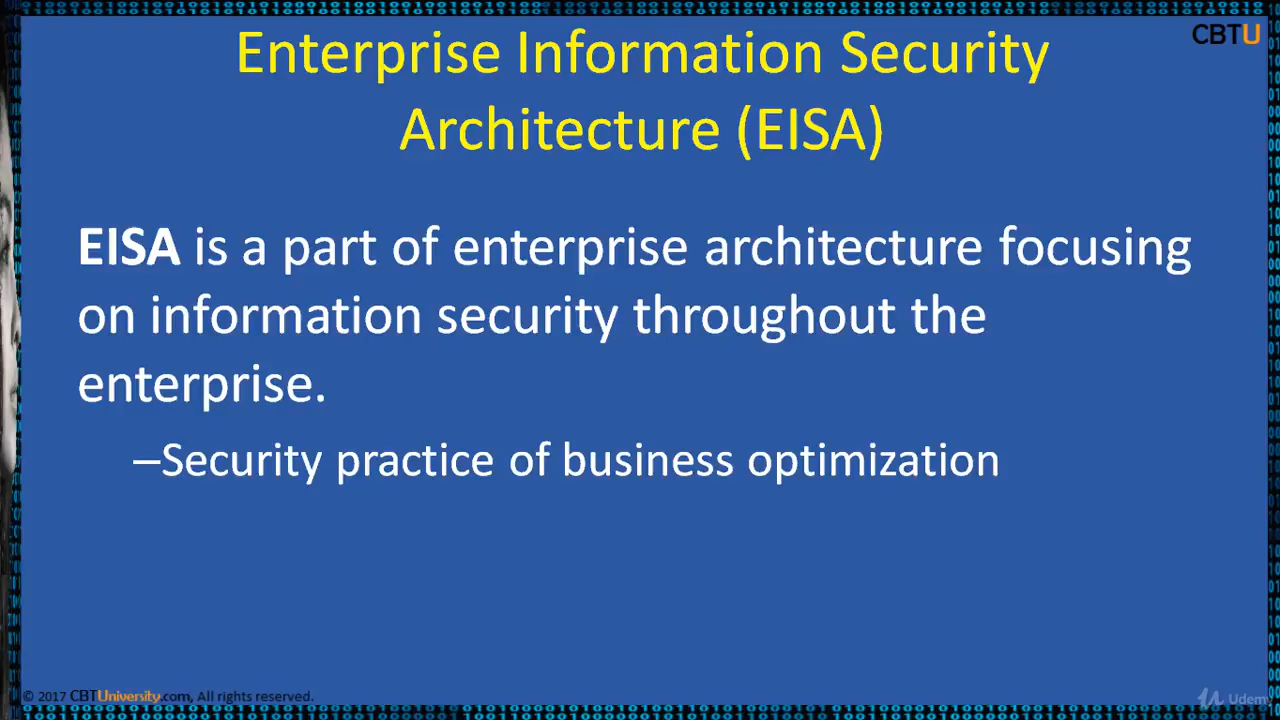 CBTU
Enterprise Information Security
Architecture (EISA)
EISA is a part of enterprise architecture focusing
on information security throughout the
enterprise.
–Security practice of business optimization
© 2017 CBTUniversity.com, All rights reserved.
Udemy